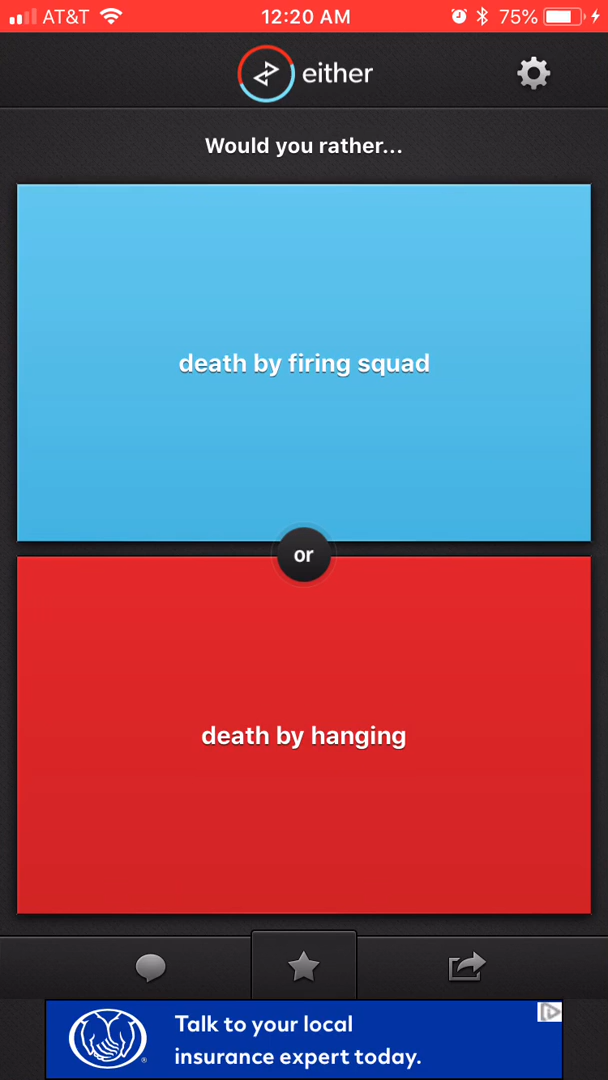 AT&T 12:20 AM 75%
either
Would you rather...
death by firing squad
or
death by hanging
Talk to your local
insurance expert today.